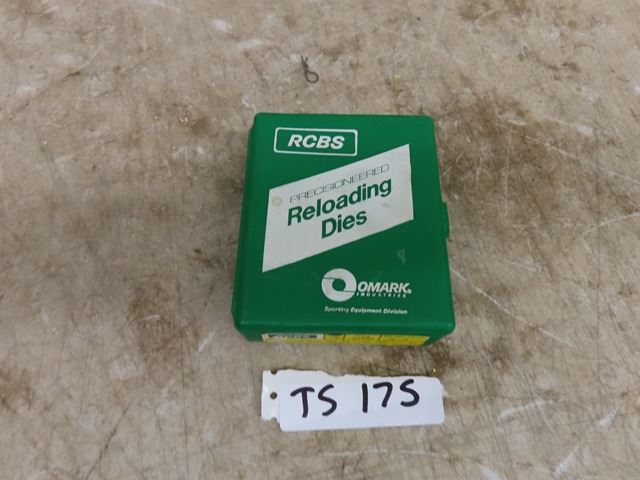 RCBS
PRECISIONEERED
Reloading
Dies
OMARK
INDUSTRIES
Sporting Equipment Division
TS 175